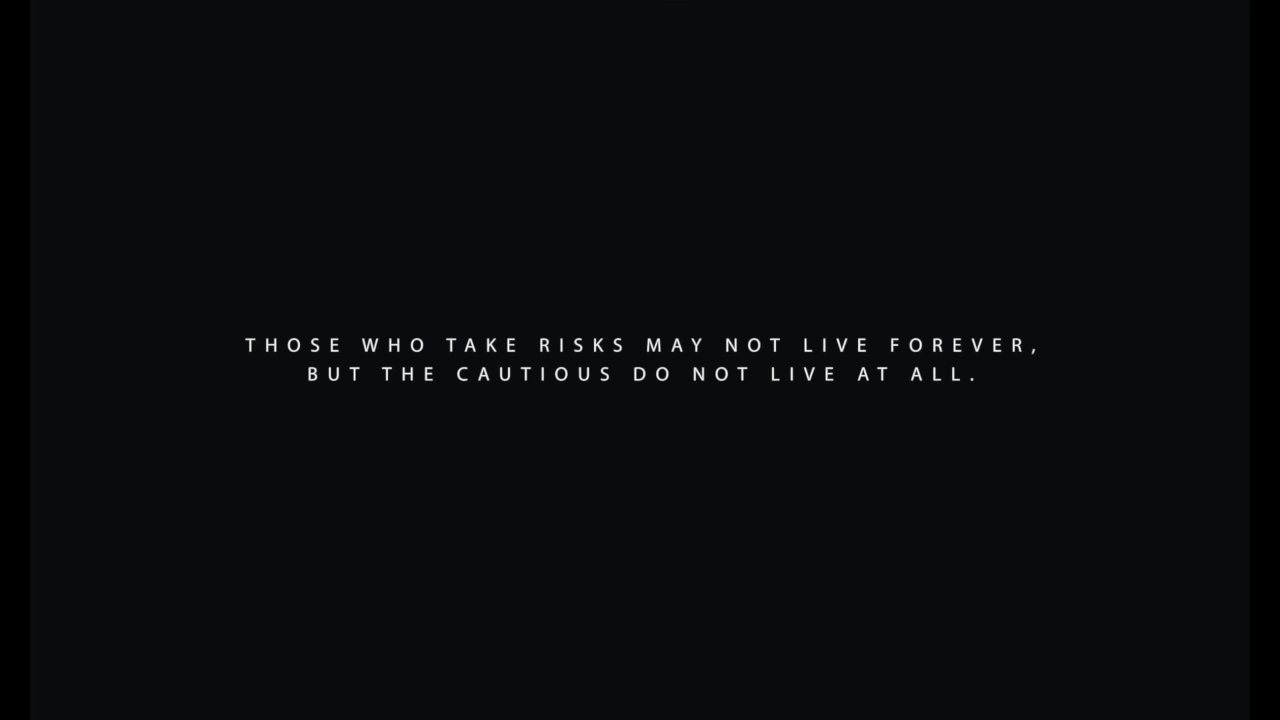 THOSE WHO TAKE RISKS MAY NOT LIVE FOREVER,
BUT THE CAUTIOUS DO NOT LIVE AT ALL.